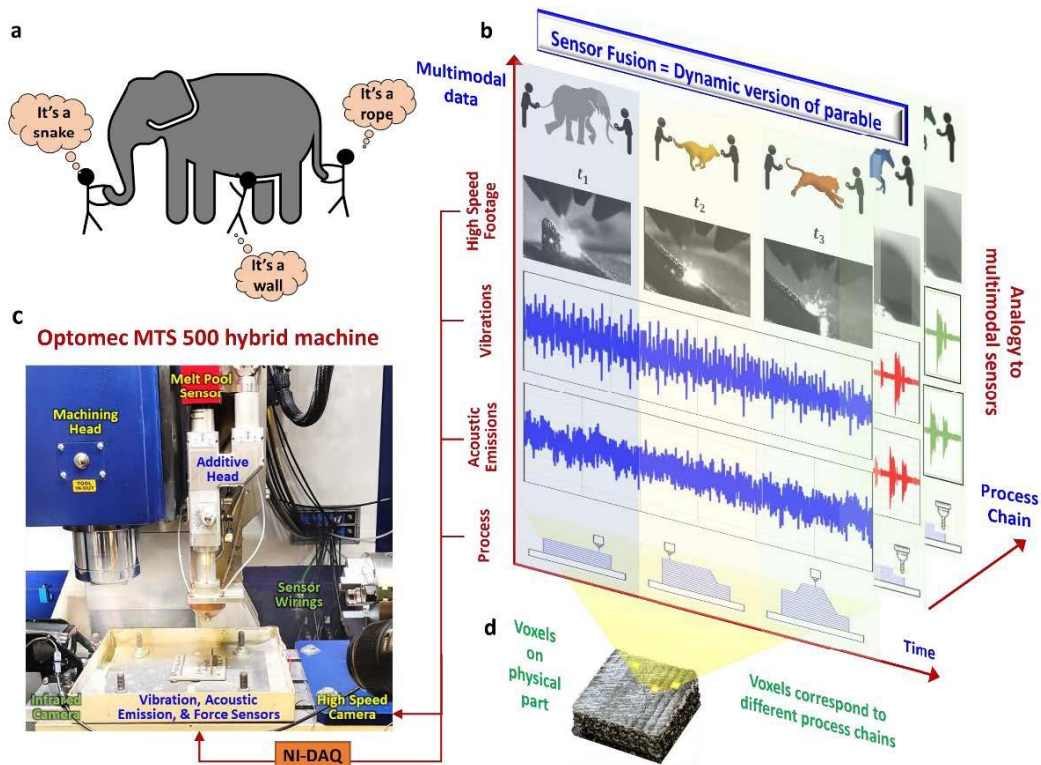 a
It's a
snake
It's a
rope
It's a
wall
b
Sensor Fusion = Dynamic version of parable
Multimodal
data
t1
t2
t3
High Speed
Footage
Vibrations
Acoustic
Emissions
Process
Analogy to
multimodal sensors
Process
Chain
Time
c
Optomec MTS 500 hybrid machine
Melt Pool
Sensor
Machining
Head
Additive
Head
TOOL
IN OUT
Sensor
Wirings
Infrared
Camera
Vibration, Acoustic
Emission, & Force Sensors
High Speed
Camera
NI-DAQ
d
Voxels
on
physical
part
Voxels correspond to
different process chains